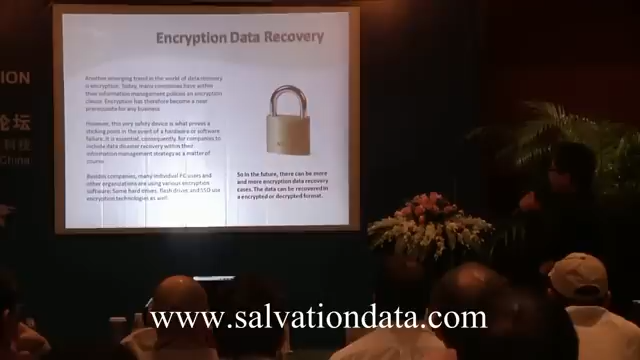 Encryption Data Recovery
ION
Another emerging trend in the world of data recovery
is encryption. Today, many companies have within
their information management policies an encryption
clause. Encryption has therefore become a near
prerequisite for any business.
论坛
However, this very safety device is what proves a
sticking point in the event of a hardware or software
failure. It is essential, consequently, for companies to
include data disaster recovery within their
information management strategy as a matter of
course.
科技
China
Besides companies, many individual PC users and
other organizations are using various encryption
software. Some hard drives, flash drives and SSD use
encryption technologies as well.
So in the future, there can be more
and more encryption data recovery
cases. The data can be recovered in
a encrypted or decrypted format.
www.salvationdata.com